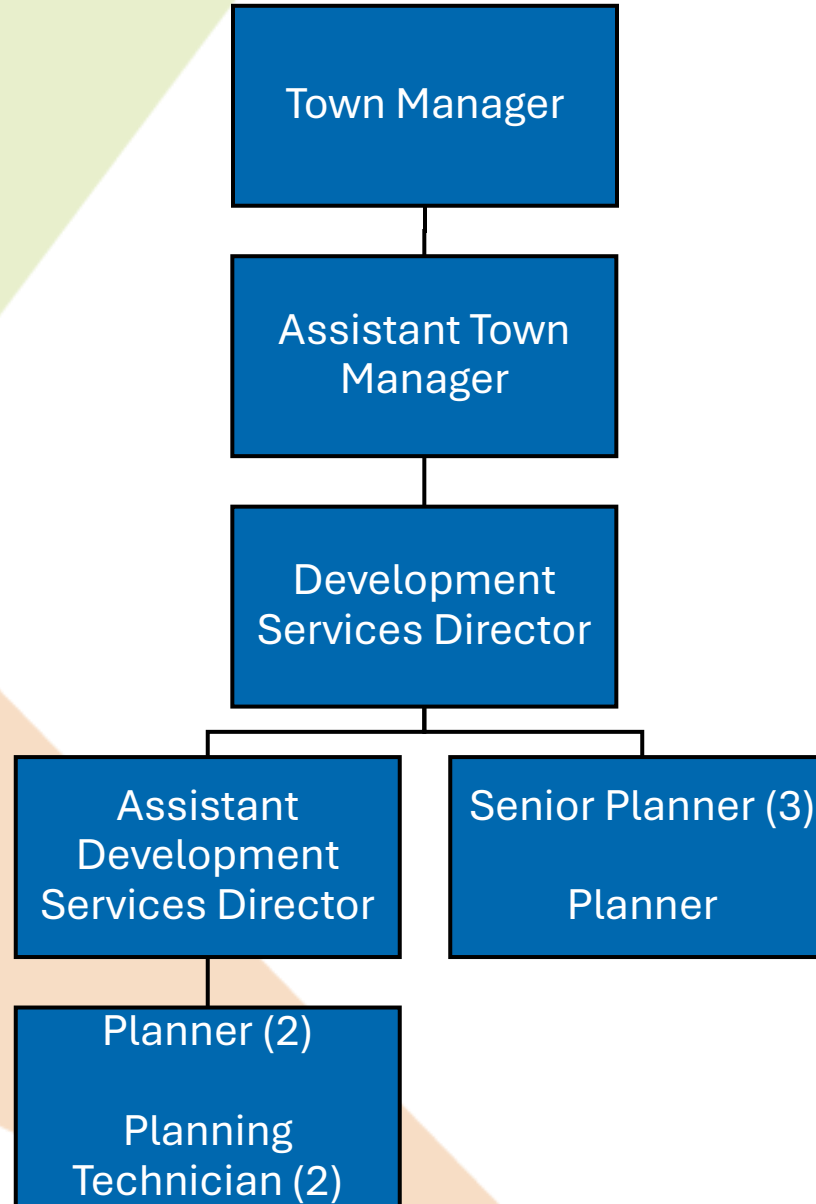 Town Manager
Assistant Town
Manager
Development
Services Director
Assistant
Development
Services Director
Senior Planner (3)
Planner
Planner (2)
Planning
Technician (2)